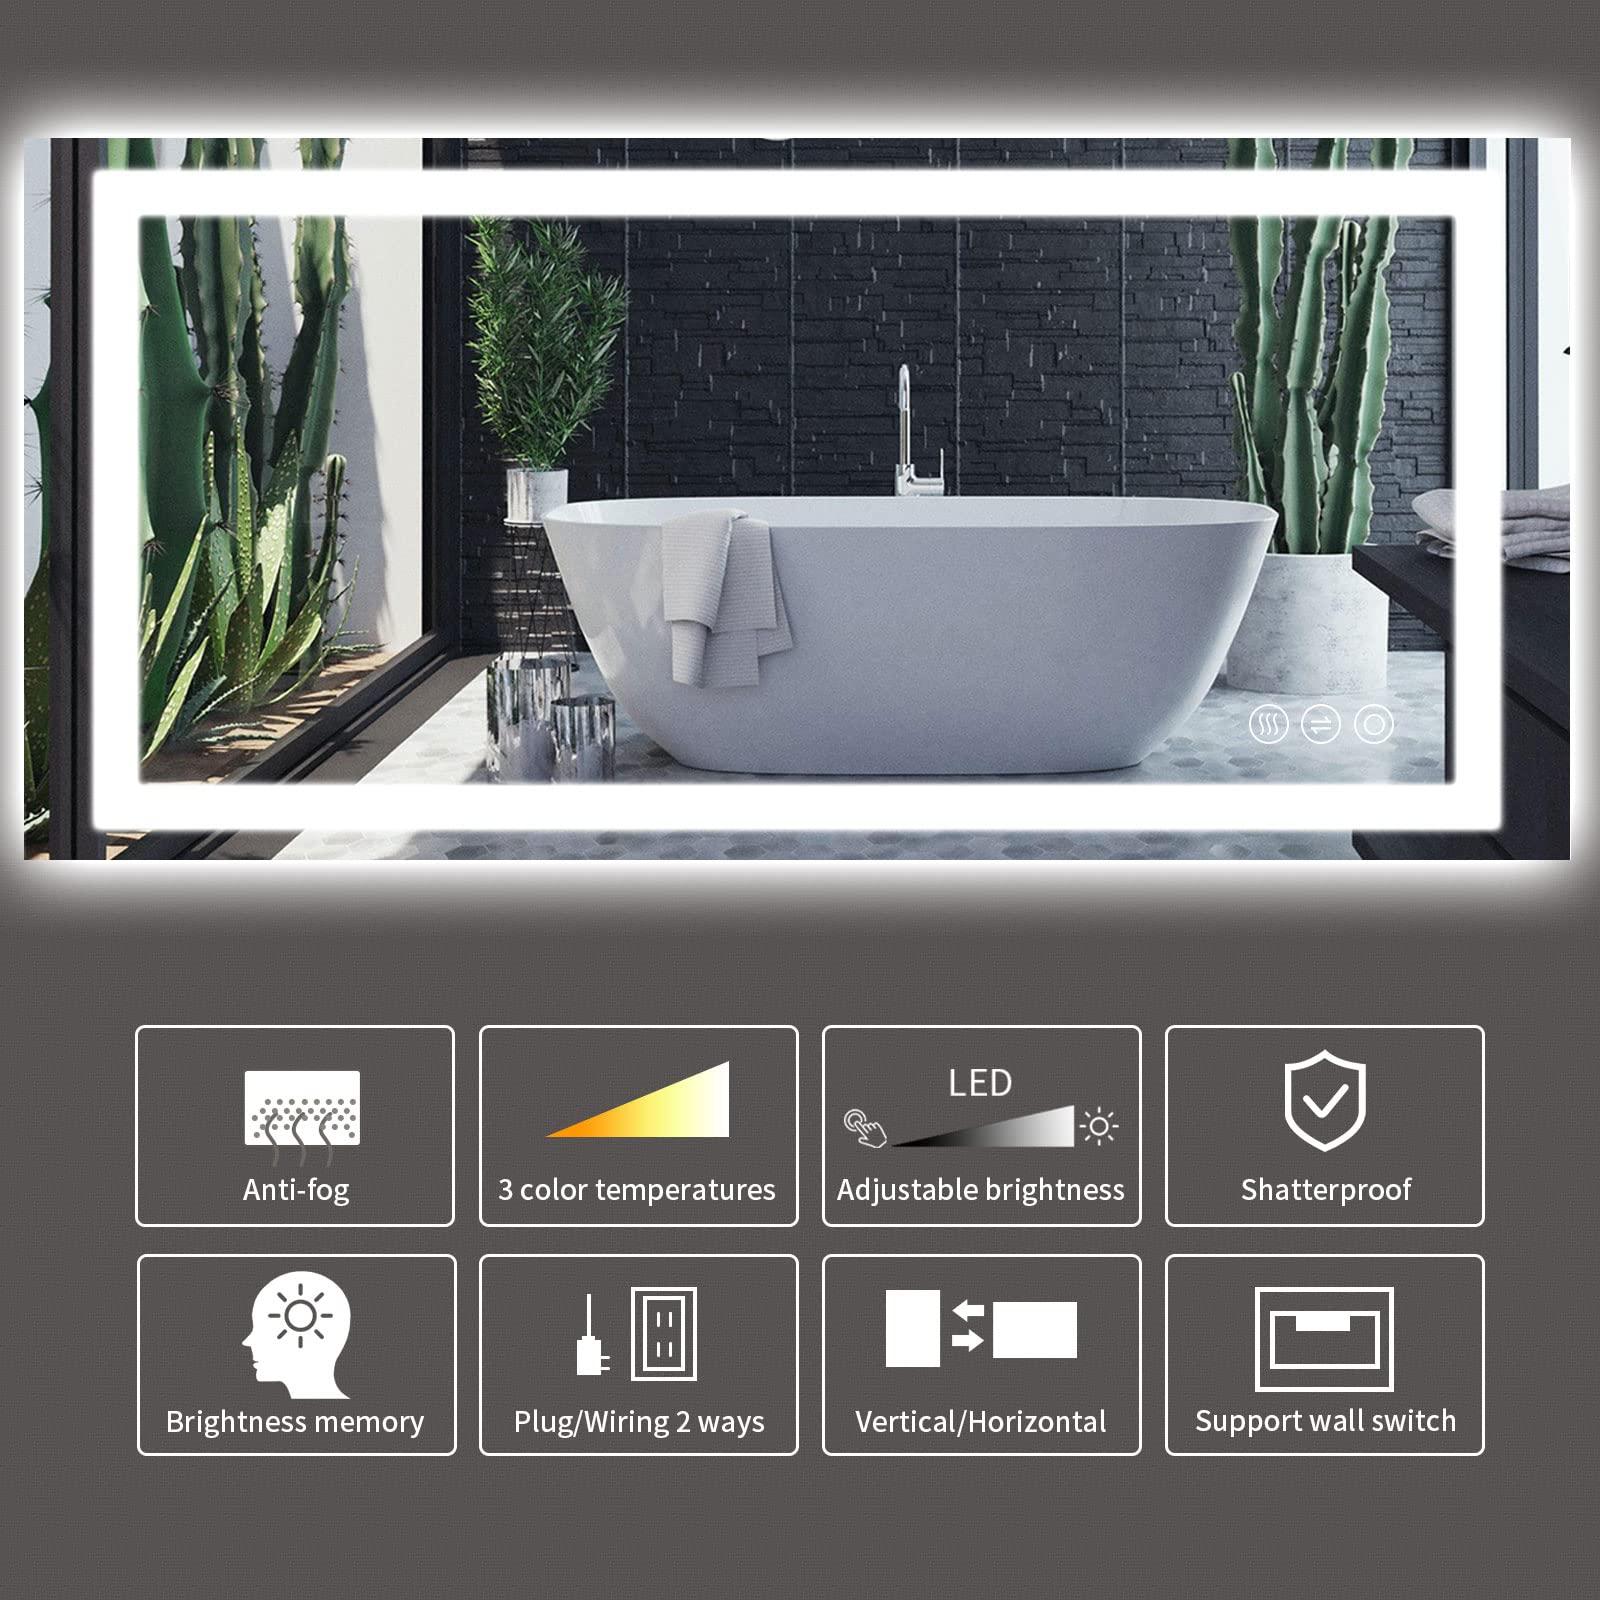 Anti-fog
3 color temperatures
LED
Adjustable brightness
Shatterproof
Brightness memory
Plug/Wiring 2 ways
Vertical/Horizontal
Support wall switch